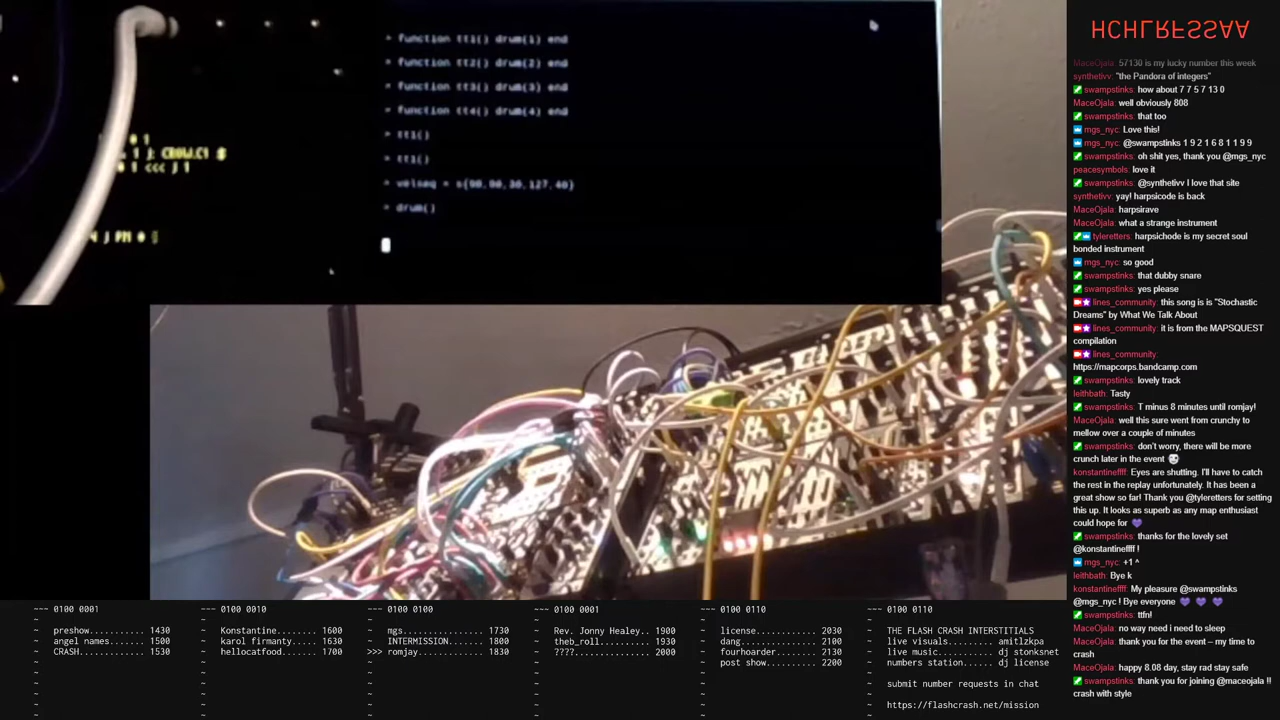 > function tt1() drum(1) end
> function tt2() drum(2) end
> function tt3() drum(3) end
> function tt4() drum(4) end
> tt1()
> tt1()
> drum()
HCHLRFSSAA
MaceOjala: 57130 is my lucky number this week
synthetivv: "the Pandora of integers"
swampstinks: how about 7 7 5 7 13 0
MaceOjala: well obviously 808
swampstinks: that too
mgs_nyc: Love this!
mgs_nyc: @swampstinks 1 9 2 1 6 8 1 1 9 9
swampstinks: oh shit yes, thank you @mgs_nyc
peacesymbols: love it
swampstinks: @synthetivv I love that site
synthetivv: yay! harpsicode is back
MaceOjala: harpsirave
MaceOjala: what a strange instrument
tyleretters: harpsichode is my secret soul
bonded instrument
mgs_nyc: so good
swampstinks: that dubby snare
swampstinks: yes please
lines_community: this song is is "Stochastic
Dreams" by What We Talk About
lines_community: it is from the MAPSQUEST
compilation
lines_community:
https://mapcorps.bandcamp.com
swampstinks: lovely track
leithbath: Tasty
swampstinks: T minus 8 minutes until romjay!
MaceOjala: well this sure went from crunchy to
mellow over a couple of minutes
swampstinks: don't worry, there will be more
crunch later in the event
konstantineffff: Eyes are shutting. I'll have to catch
the rest in the replay unfortunately. It has been a
great show so far! Thank you @tyleretters for setting
this up. It looks as superb as any map enthusiast
could hope for 💜
swampstinks: thanks for the lovely set
@konstantineffff !
mgs_nyc: +1 ^
leithbath: Bye k
konstantineffff: My pleasure @swampstinks
@mgs_nyc ! Bye everyone 💜 💜 💜
swampstinks: ttfn!
MaceOjala: no way need i need to sleep
MaceOjala: thank you for the event – my time to
crash
MaceOjala: happy 8.08 day, stay rad stay safe
swampstinks: thank you for joining @maceojala !!
crash with style
~~~ 0100 0001
~
~ preshow........... 1430
~ angel names....... 1500
~ CRASH............. 1530
~~~ 0100 0010
~
~ Konstantine....... 1600
~ karol firmanty.... 1630
~ hellocatfood...... 1700
~~~ 0100 0100
~
~ mgs............... 1730
~ INTERMISSION...... 1800
>>> romjay............ 1830
~~~ 0100 0001
~
~ Rev. Jonny Healey.. 1900
~ theb_roll.......... 1930
~ ????............... 2000
~~~ 0100 0110
~
~ license........... 2030
~ dang.............. 2100
~ fourhoarder....... 2130
~ post show......... 2200
~~~ 0100 0110
~
~ THE FLASH CRASH INTERSTITIALS
~ live visuals......... amitlzkpa
~ live music.......... dj stonksnet
~ numbers station...... dj license
~
~ submit number requests in chat
~
~ https://flashcrash.net/mission